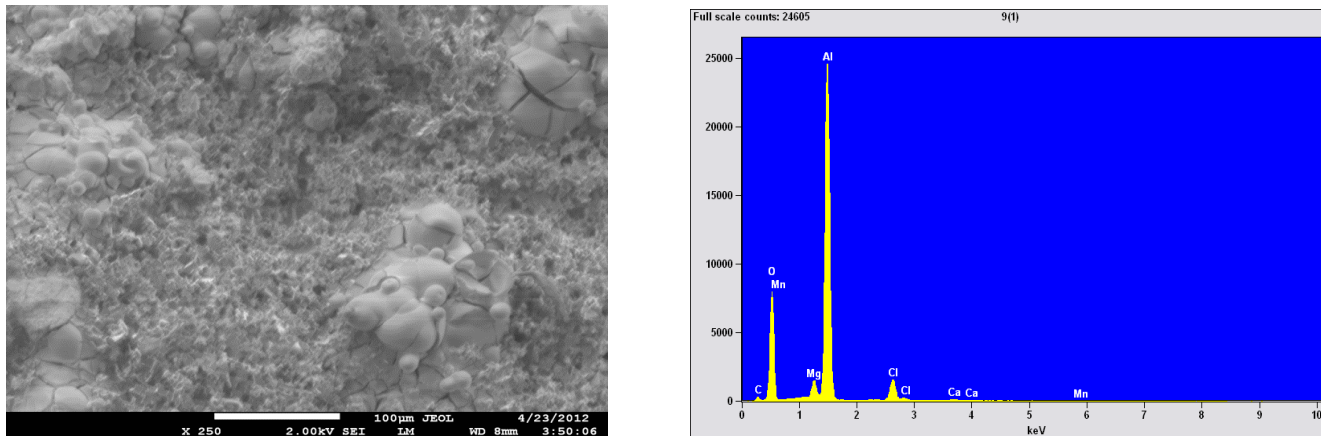 100μm JEOL 4/23/2012
X 250 2.00kV SEI LM WD 8mm 3:50:06
Full scale counts: 24605 9(1)
25000
20000
15000
10000
5000
0
Al
O
Mn
C
Mg
Cl
Cl
Ca Ca
Mn
0 1 2 3 4 5 6 7 8 9 10
keV